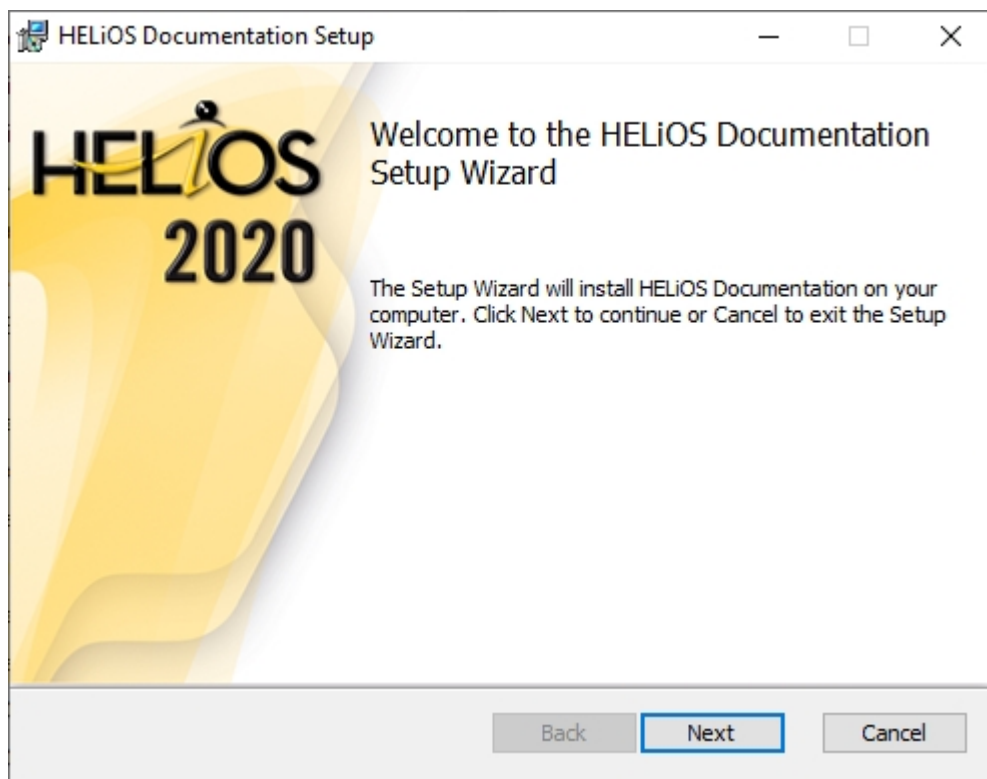 HELiOS Documentation Setup
HELiOS
2020
Welcome to the HELiOS Documentation
Setup Wizard
The Setup Wizard will install HELiOS Documentation on your
computer. Click Next to continue or Cancel to exit the Setup
Wizard.
Back Next Cancel